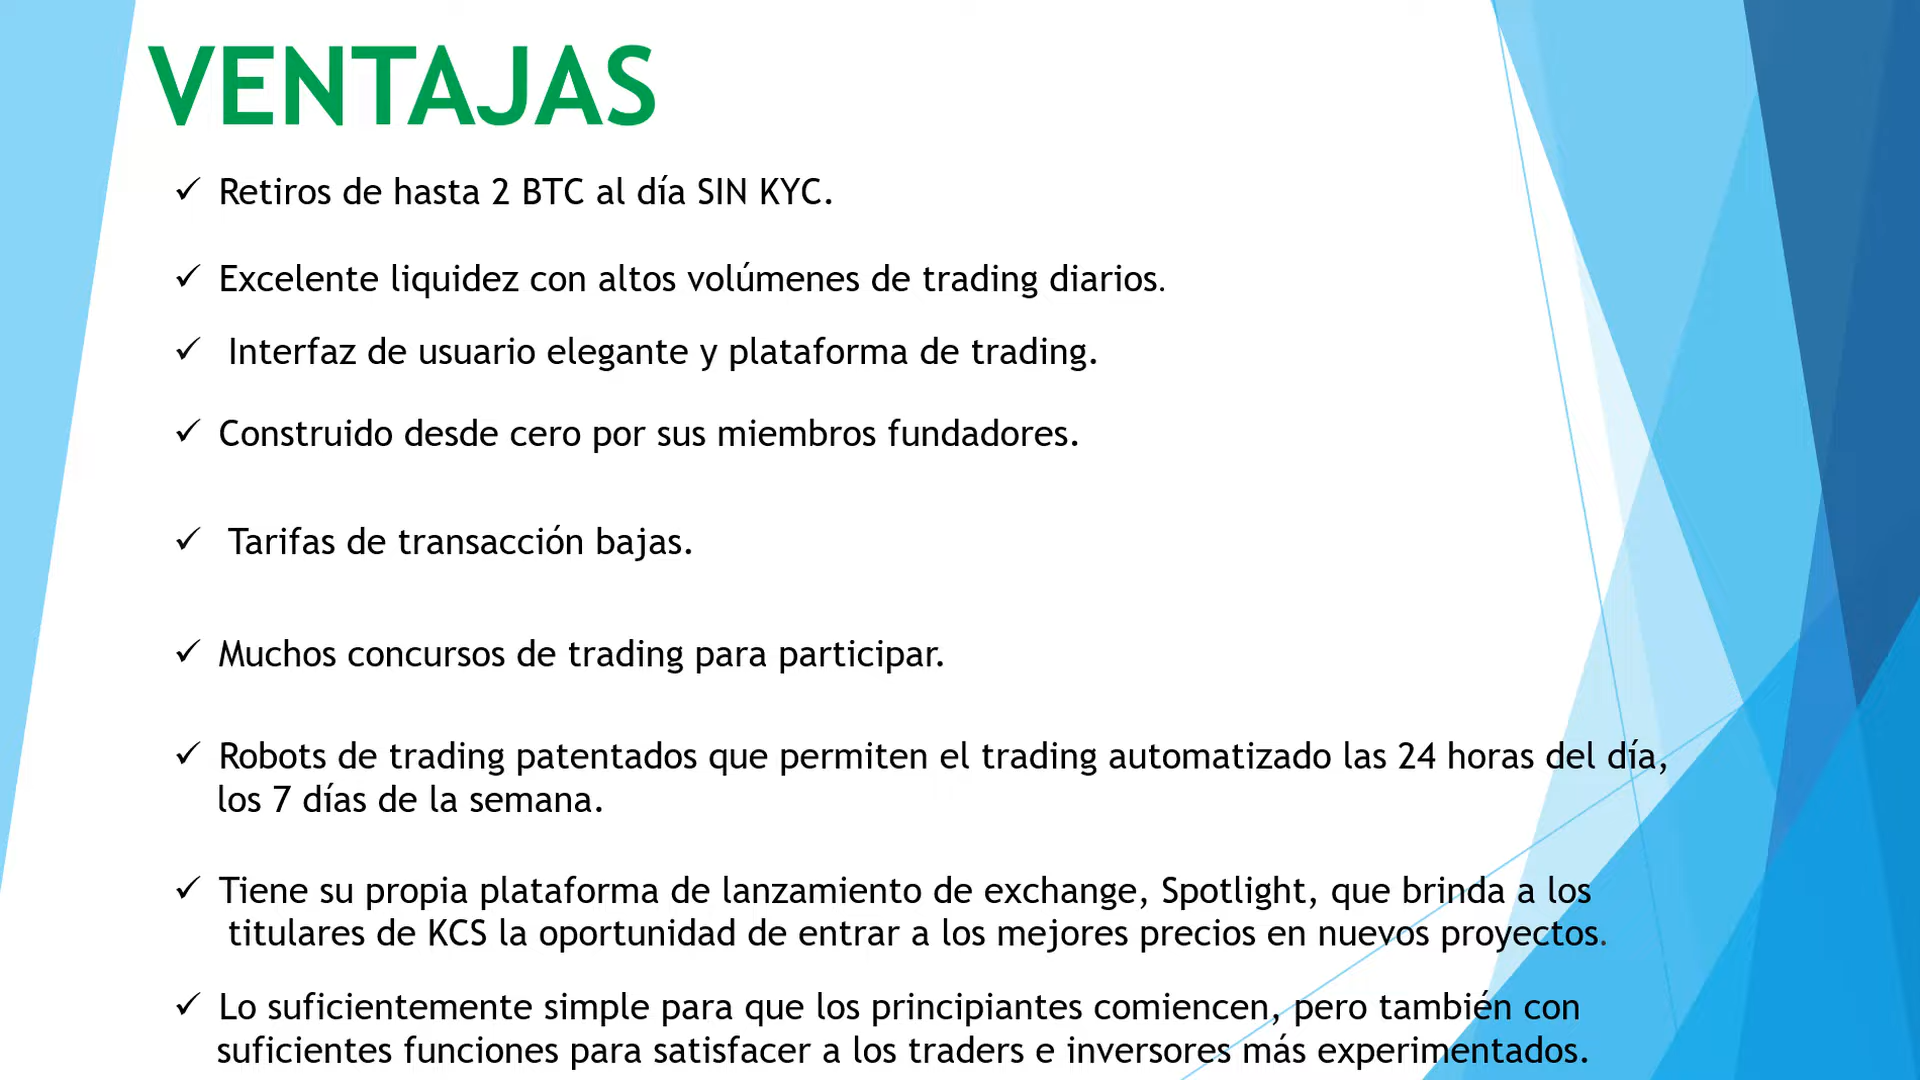 VENTAJAS
✓ Retiros de hasta 2 BTC al día SIN KYC.
✓ Excelente liquidez con altos volúmenes de trading diarios.
✓ Interfaz de usuario elegante y plataforma de trading.
✓ Construido desde cero por sus miembros fundadores.
✓ Tarifas de transacción bajas.
✓ Muchos concursos de trading para participar.
✓ Robots de trading patentados que permiten el trading automatizado las 24 horas del día,
los 7 días de la semana.
✓ Tiene su propia plataforma de lanzamiento de exchange, Spotlight, que brinda a los
titulares de KCS la oportunidad de entrar a los mejores precios en nuevos proyectos.
✓ Lo suficientemente simple para que los principiantes comiencen, pero también con
suficientes funciones para satisfacer a los traders e inversores más experimentados.